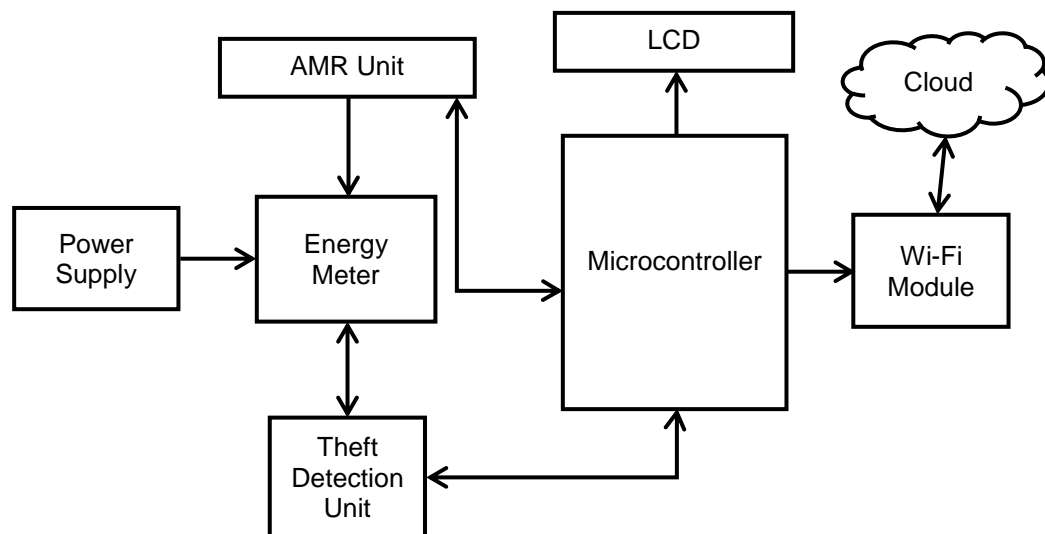 AMR Unit
LCD
Cloud
Power
Supply
Energy
Meter
Microcontroller
Wi-Fi
Module
Theft
Detection
Unit